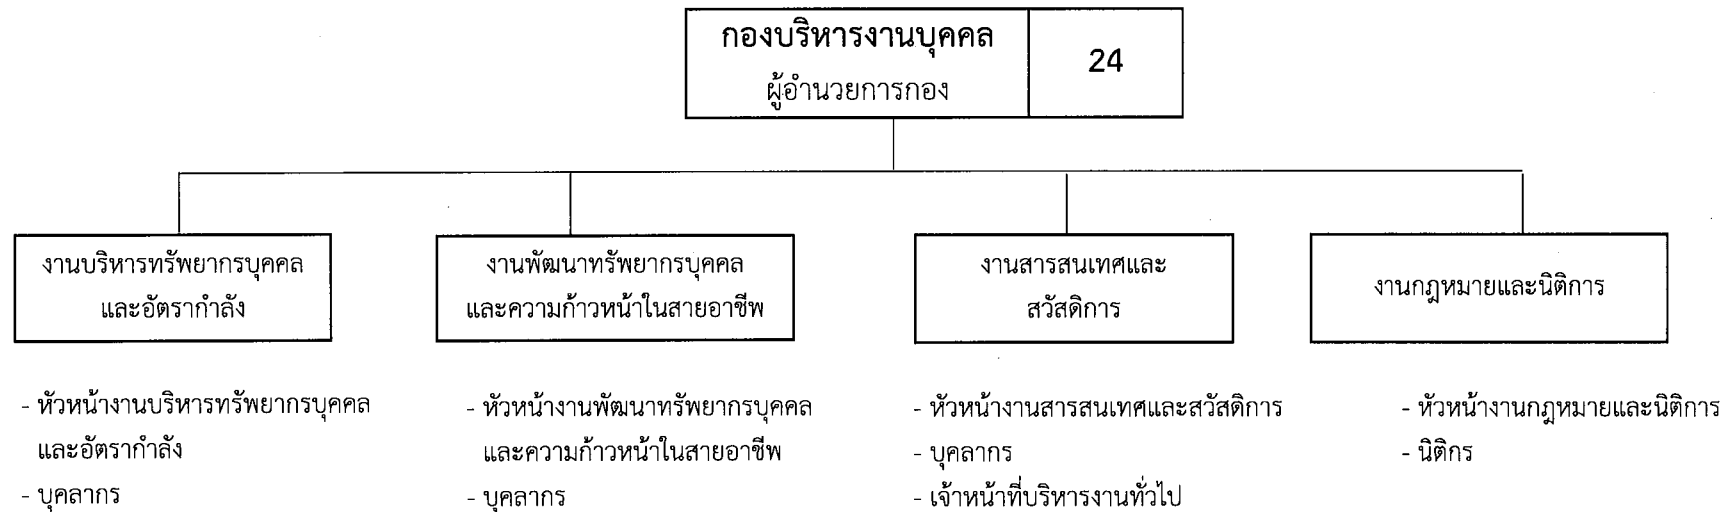 กองบริหารงานบุคคล
ผู้อำนวยการกอง
24
งานบริหารทรัพยากรบุคคล
และอัตรากำลัง
งานพัฒนาทรัพยากรบุคคล
และความก้าวหน้าในสายอาชีพ
งานสารสนเทศและ
สวัสดิการ
งานกฎหมายและนิติการ
- หัวหน้างานบริหารทรัพยากรบุคคล
และอัตรากำลัง
- บุคลากร
- หัวหน้างานพัฒนาทรัพยากรบุคคล
และความก้าวหน้าในสายอาชีพ
- บุคลากร
- หัวหน้างานสารสนเทศและสวัสดิการ
- บุคลากร
- เจ้าหน้าที่บริหารงานทั่วไป
- หัวหน้างานกฎหมายและนิติการ
- นิติกร